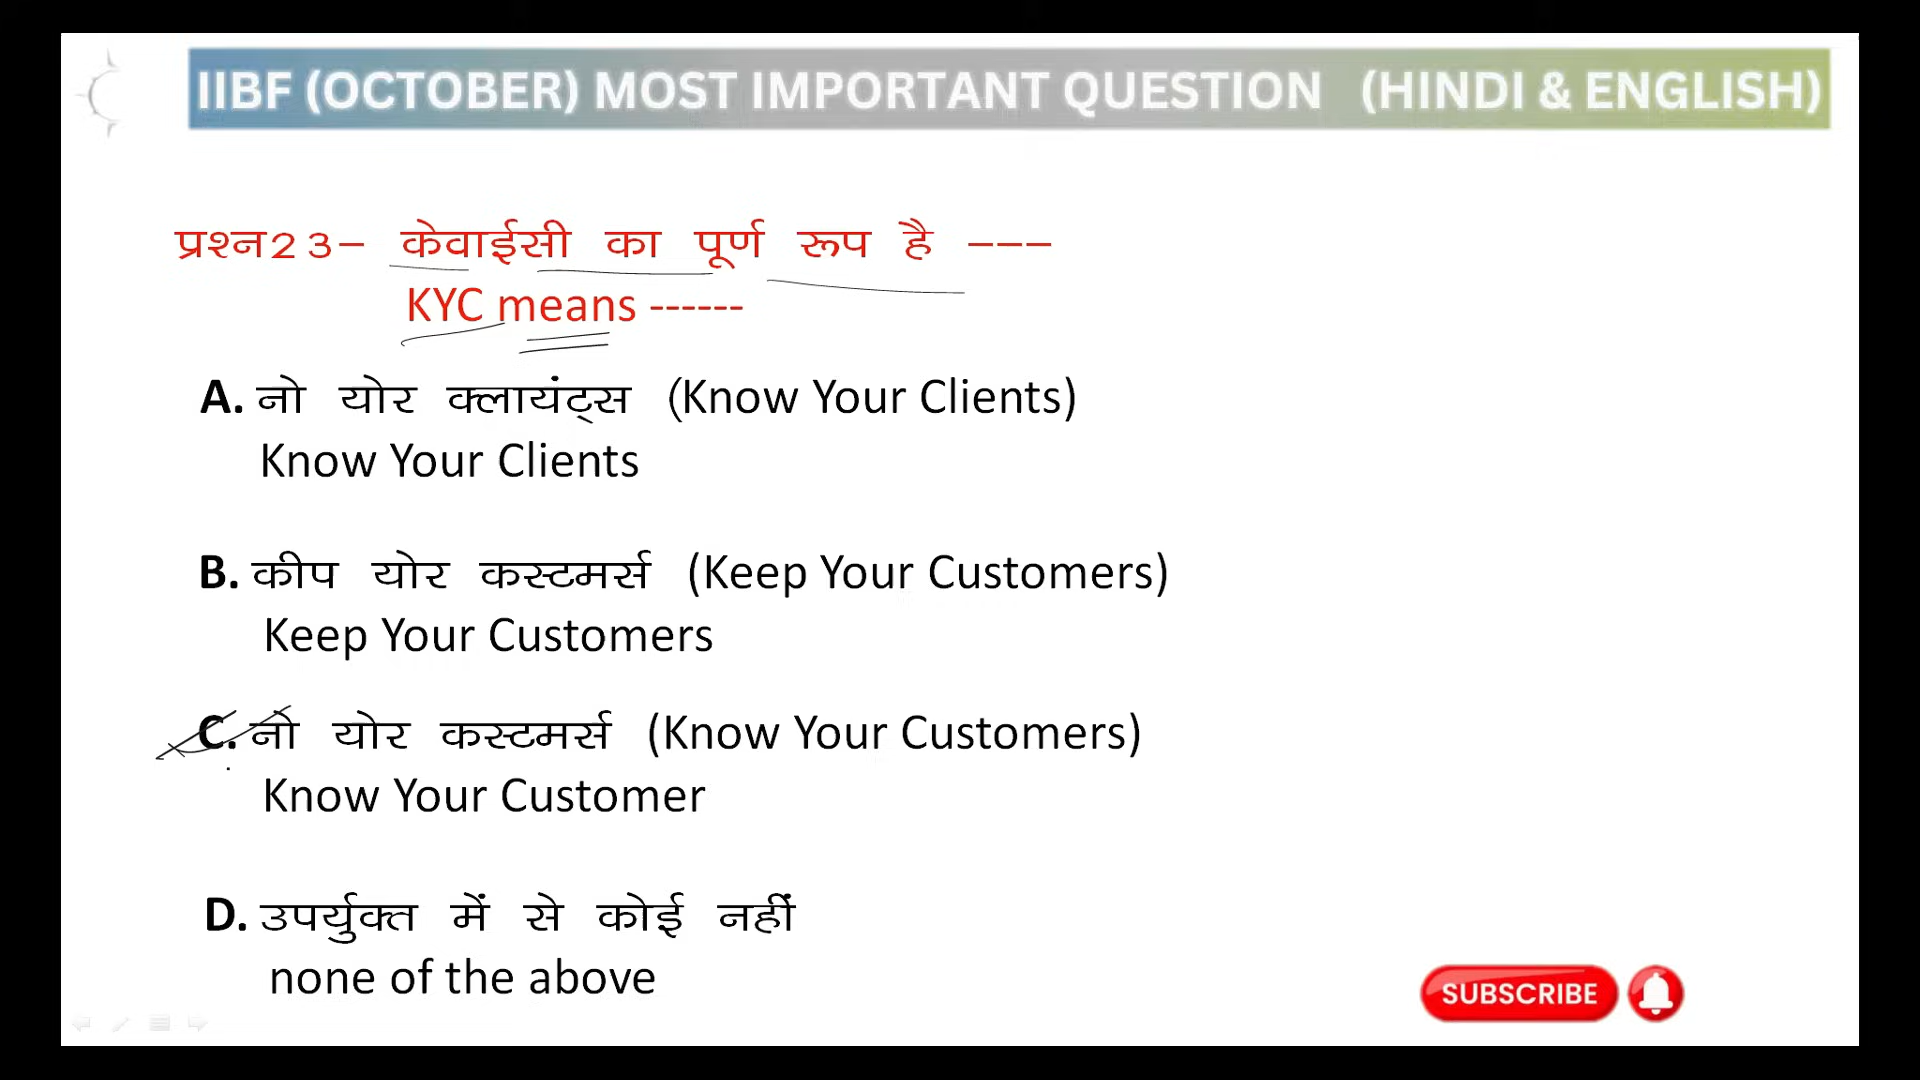 IIBF (OCTOBER) MOST IMPORTANT QUESTION (HINDI & ENGLISH)
प्रश्न23- केवाईसी का पूर्ण रूप है ---
KYC means ------
A. नो योर क्लायंट्स (Know Your Clients)
Know Your Clients
B. कीप योर कस्टमर्स (Keep Your Customers)
Keep Your Customers
C. नो योर कस्टमर्स (Know Your Customers)
Know Your Customer
D. उपर्युक्त में से कोई नहीं
none of the above
SUBSCRIBE